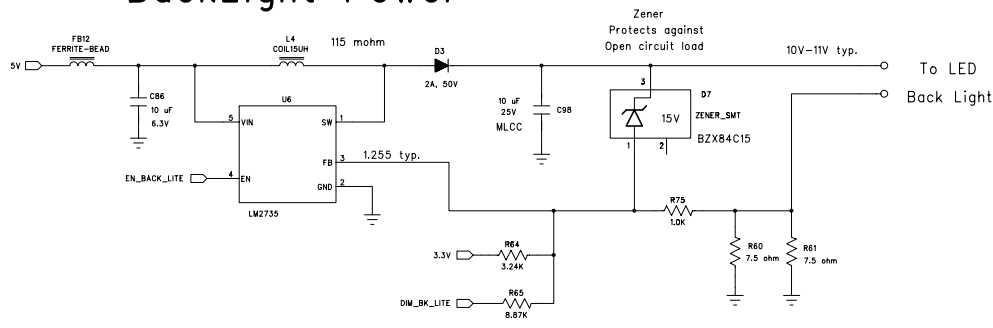 BackLight Power
Zener
Protects against
Open circuit load
FB12
FERRITE-BEAD
L4
COIL15UH
115 mohm
D3
2A, 50V
10V-11V typ.
5V
To LED
Back Light
C86
10 uF
6.3V
U6
5
VIN
SW
1
FB
3
1.255 typ.
EN_BACK_LITE
4
EN
GND
2
LM2735
10 uF
25V
MLCC
C98
3
D7
15V
ZENER_SMT
BZX84C15
1
2
R75
1.0K
3.3V
R64
3.24K
DIM_BK_LITE
R65
8.87K
R60
7.5 ohm
R61
7.5 ohm